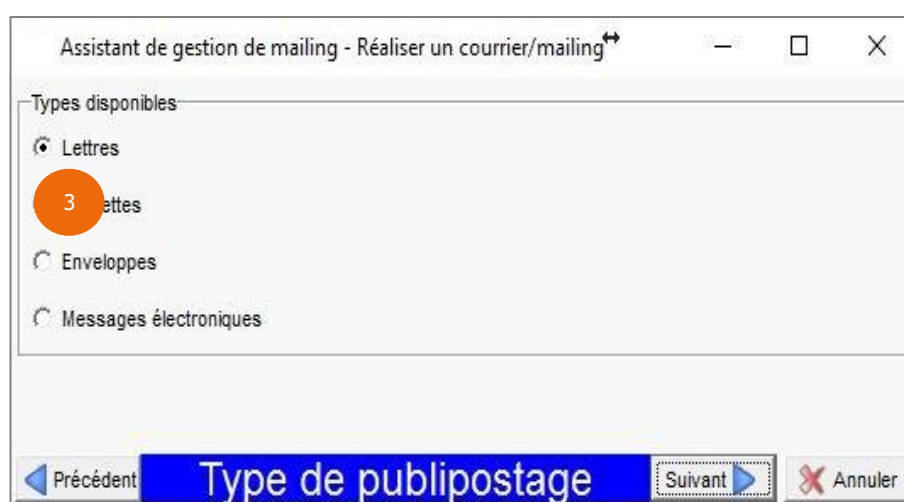 Assistant de gestion de mailing - Réaliser un courrier/mailing
Types disponibles
Lettres
3 ettes
Enveloppes
Messages électroniques
Précédent Type de publipostage Suivant Annuler